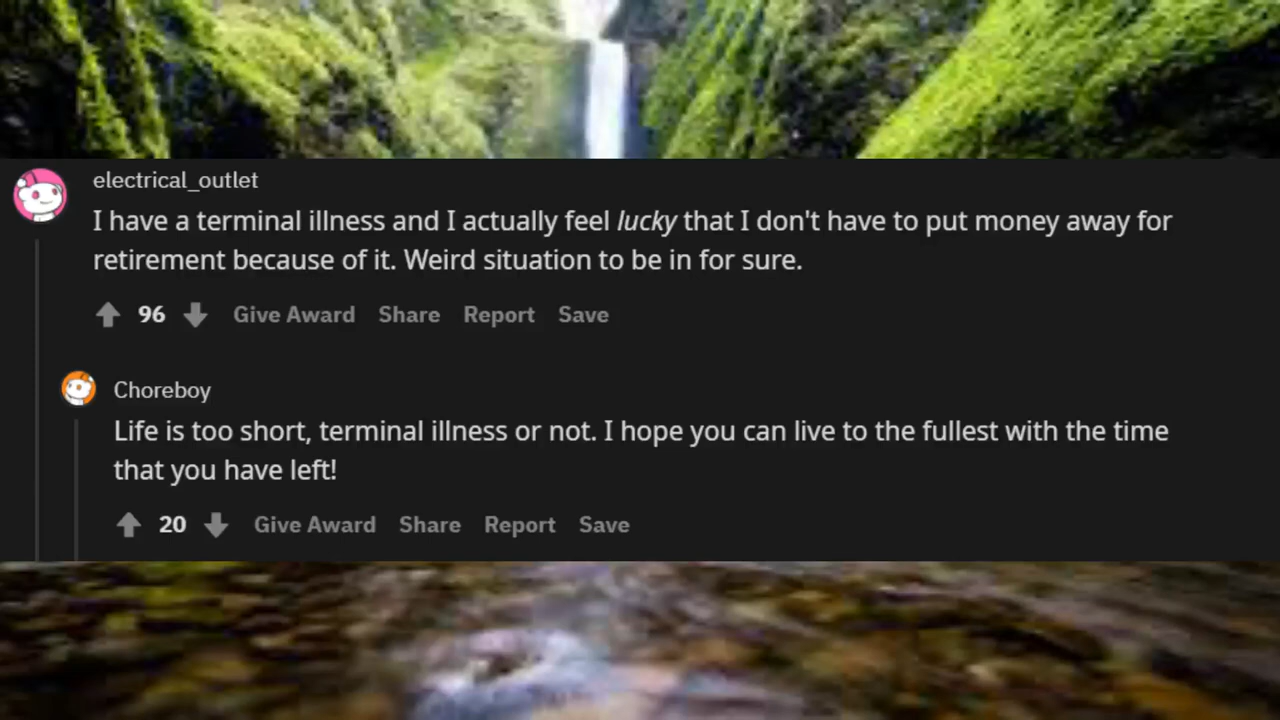 electrical_outlet
I have a terminal illness and I actually feel lucky that I don't have to put money away for
retirement because of it. Weird situation to be in for sure.
96 Give Award Share Report Save
Choreboy
Life is too short, terminal illness or not. I hope you can live to the fullest with the time
that you have left!
20 Give Award Share Report Save